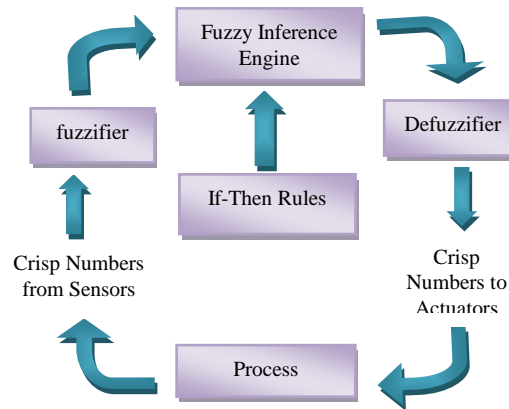 Fuzzy Inference
Engine
fuzzifier
Defuzzifier
If-Then Rules
Crisp Numbers
from Sensors
Crisp
Numbers to
Actuators
Process